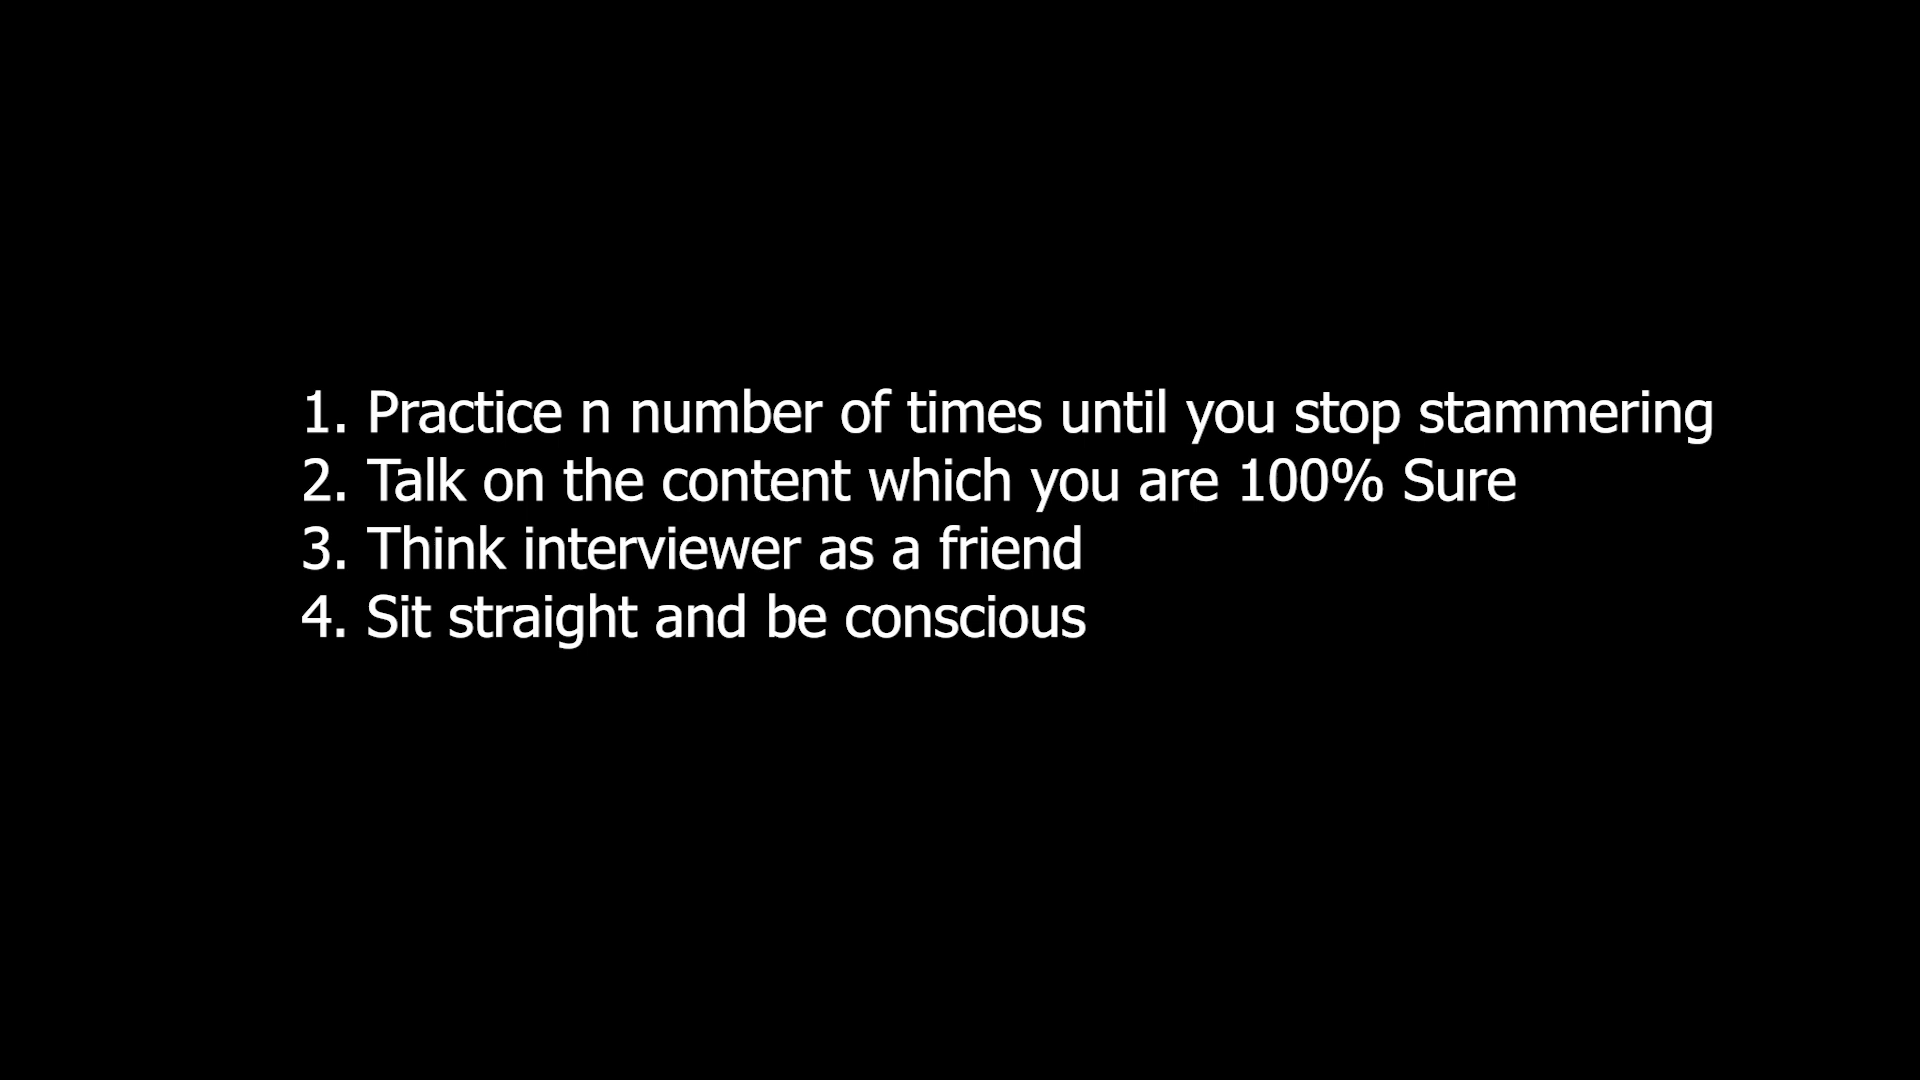 1. Practice n number of times until you stop stammering
2. Talk on the content which you are 100% Sure
3. Think interviewer as a friend
4. Sit straight and be conscious